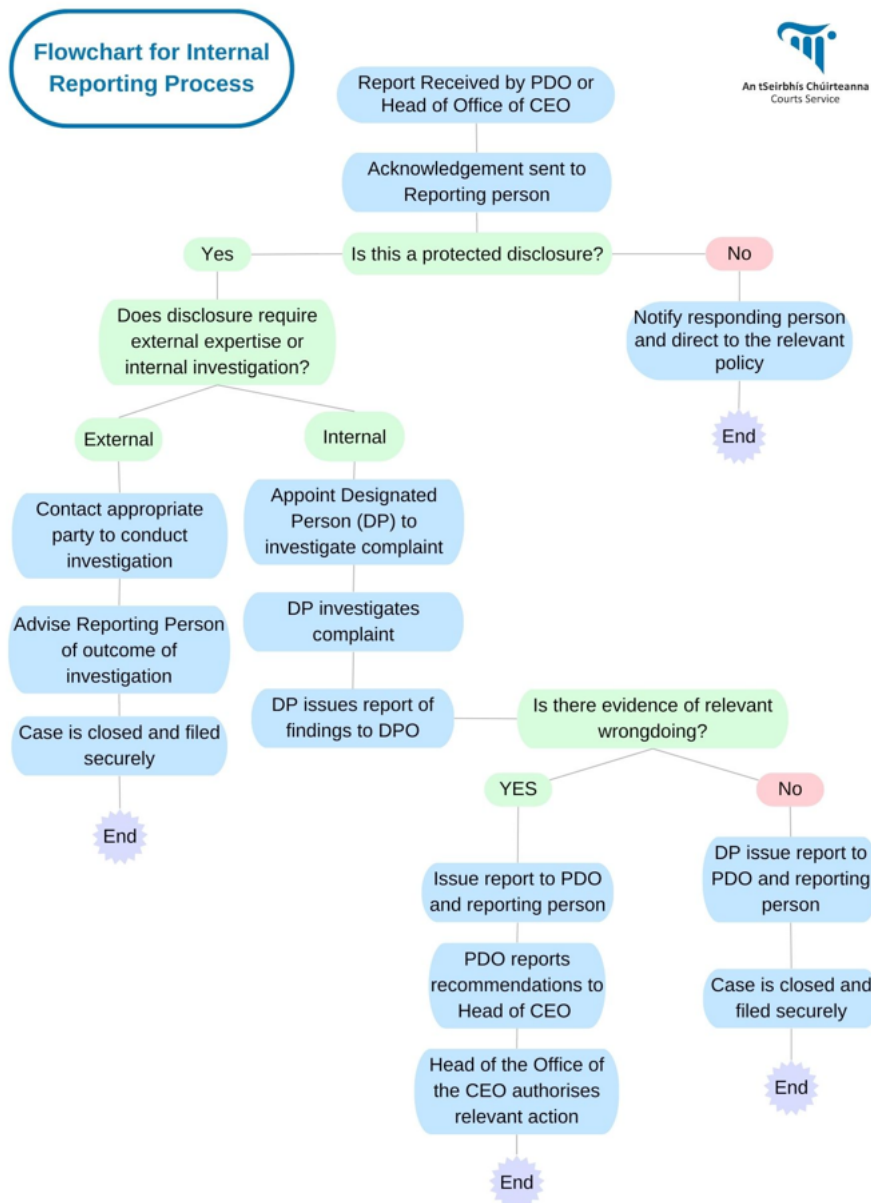 Flowchart for Internal
Reporting Process
An tSeirbhís Chúirteanna
Courts Service
Report Received by PDO or
Head of Office of CEO
Acknowledgement sent to
Reporting person
Yes
Is this a protected disclosure?
No
Does disclosure require
external expertise or
internal investigation?
Notify responding person
and direct to the relevant
policy
End
External
Internal
Contact appropriate
party to conduct
investigation
Advise Reporting Person
of outcome of
investigation
Case is closed and filed
securely
End
Appoint Designated
Person (DP) to
investigate complaint
DP investigates
complaint
DP issues report of
findings to DPO
Is there evidence of relevant
wrongdoing?
YES
No
Issue report to PDO
and reporting person
PDO reports
recommendations to
Head of CEO
Head of the Office of
the CEO authorises
relevant action
End
DP issue report to
PDO and reporting
person
Case is closed and
filed securely
End